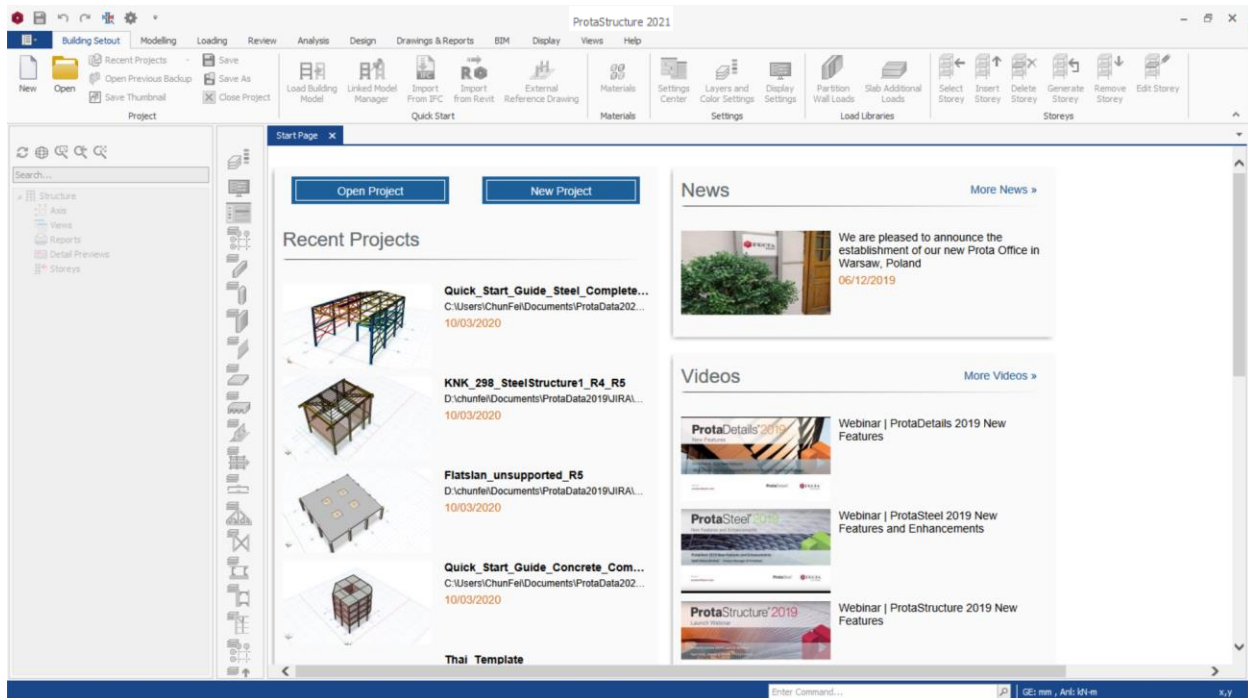 ProtaStructure 2021
Building Setout Modelling Loading Review Analysis Design Drawings & Reports BIM Display Views Help
New
Open
Recent Projects
Open Previous Backup
Save Thumbnail
Save
Save As
Close Project
Project
Load Building Model
Linked Model Manager
IFC
Import From IFC
Import from Revit
External Reference Drawing
Quick Start
Materials
Materials
Settings Center
Layers and Color Settings
Display Settings
Settings
Partition Wall Loads
Slab Additional Loads
Load Libraries
Select Storey
Insert Storey
Delete Storey
Generate Storey
Remove Storey
Edit Storey
Storeys
Start Page
Search...
Structure
Axis
Views
Reports
Detail Previews
Storeys
Open Project
New Project
Recent Projects
Quick_Start_Guide_Steel_Complete...
C:\Users\ChunFei\Documents\ProtaData202...
10/03/2020
KNK_298_SteelStructure1_R4_R5
D:\chunfei\Documents\ProtaData2019\JIRA\...
10/03/2020
Flatslan_unsupported_R5
D:\chunfei\Documents\ProtaData2019\JIRA\...
10/03/2020
Quick_Start_Guide_Concrete_Com...
C:\Users\ChunFei\Documents\ProtaData202...
10/03/2020
Thai_Template
News
More News »
We are pleased to announce the
establishment of our new Prota Office in
Warsaw, Poland
06/12/2019
Videos
More Videos »
ProtaDetails 2019
New Features
Webinar | ProtaDetails 2019 New
Features
ProtaSteel 2019
New Features and Enhancements
Webinar | ProtaSteel 2019 New
Features and Enhancements
ProtaStructure 2019
Launch Webinar
Webinar | ProtaStructure 2019 New
Features
Enter Command...
GE: mm , Anl: kN-m
x,y